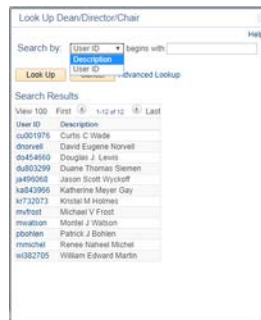 Look Up Dean/Director/Chair
Help
Search by: User ID begins with
Description
User ID
Look Up Cancel Advanced Lookup
Search Results
View 100 First 1-12 of 12 Last
User ID Description
cu001976 Curtis C Wade
dnorvell David Eugene Norvell
do454660 Douglas J. Lewis
du803299 Duane Thomas Siemen
ja496068 Jason Scott Wyckoff
ka843966 Katherine Meyer Gay
kr732073 Kristal M Holmes
mvfrost Michael V Frost
mwatson Montel J Watson
pbohlen Patrick J Bohlen
rnmichel Renee Naheel Michel
wi382705 William Edward Martin